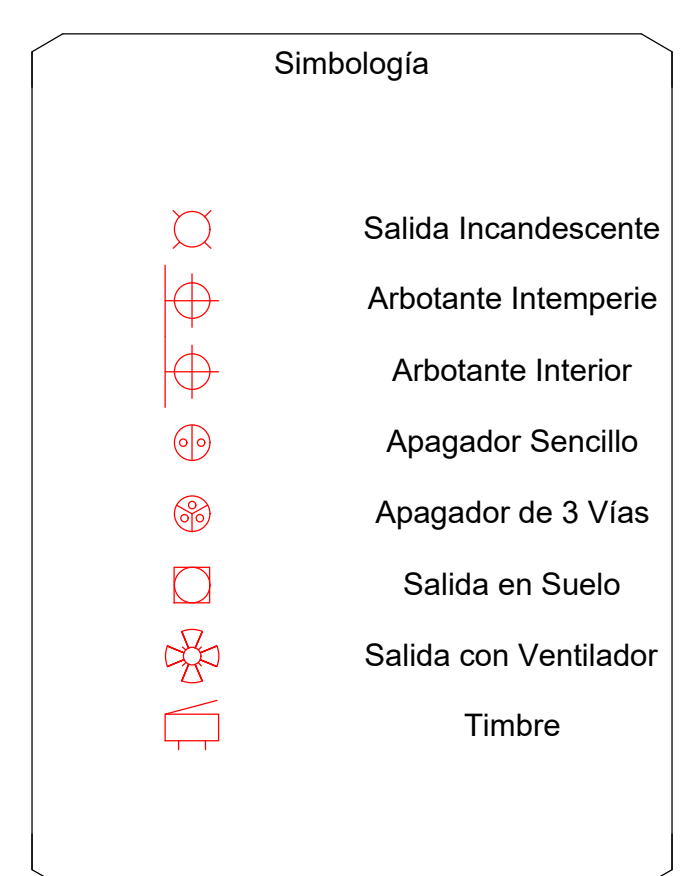 Simbología
Salida Incandescente
Arbotante Intemperie
Arbotante Interior
Apagador Sencillo
Apagador de 3 Vías
Salida en Suelo
Salida con Ventilador
Timbre